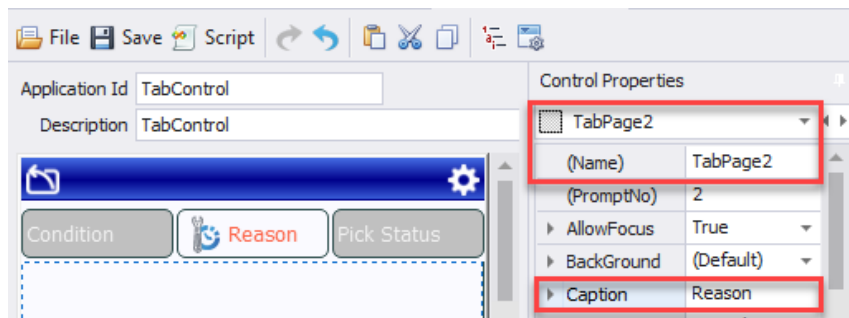 File Save Script
Application Id TabControl
Description TabControl
Condition Reason Pick Status
Control Properties
TabPage2
(Name) TabPage2
(PromptNo) 2
AllowFocus True
BackGround (Default)
Caption Reason